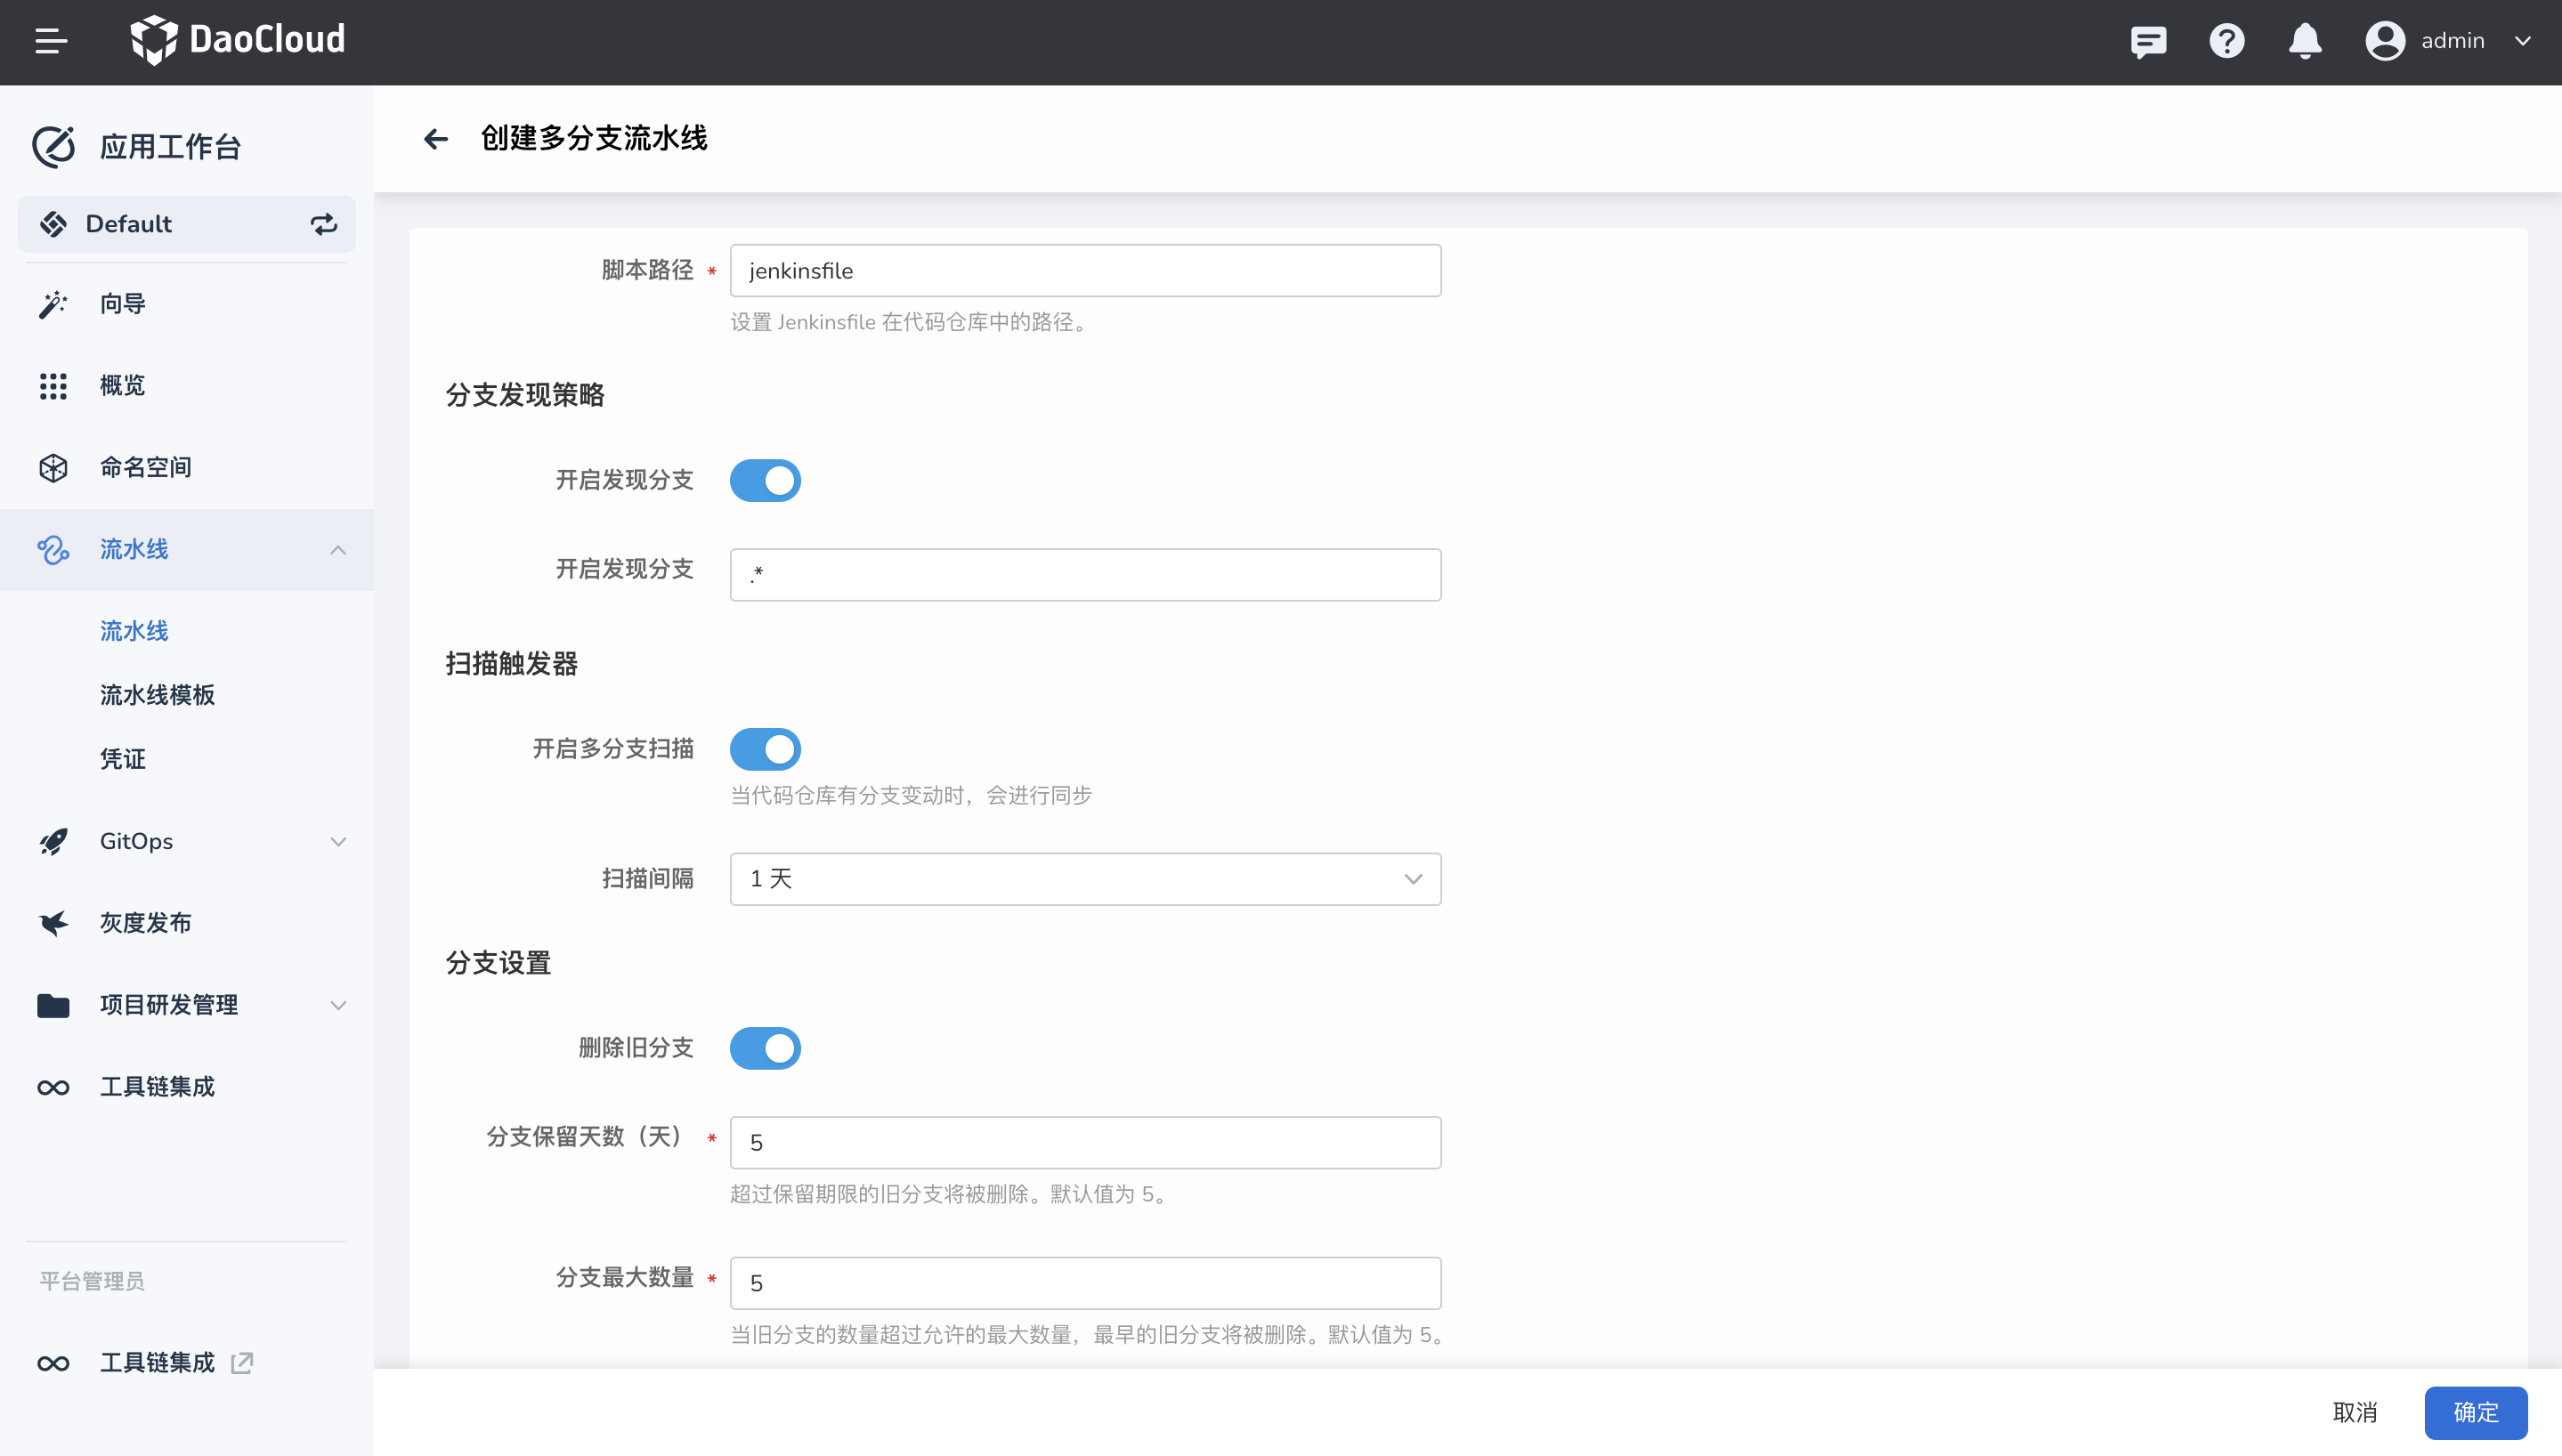 DaoCloud
admin
应用工作台
Default
向导
概览
命名空间
流水线
流水线
流水线模板
凭证
GitOps
灰度发布
项目研发管理
工具链集成
平台管理员
工具链集成
创建多分支流水线
脚本路径 * jenkinsfile
设置 Jenkinsfile 在代码仓库中的路径。
分支发现策略
开启发现分支
开启发现分支 .*
扫描触发器
开启多分支扫描
当代码仓库有分支变动时，会进行同步
扫描间隔 1 天
分支设置
删除旧分支
分支保留天数（天） * 5
超过保留期限的旧分支将被删除。默认值为 5。
分支最大数量 * 5
当旧分支的数量超过允许的最大数量，最早的旧分支将被删除。默认值为 5。
取消 确定